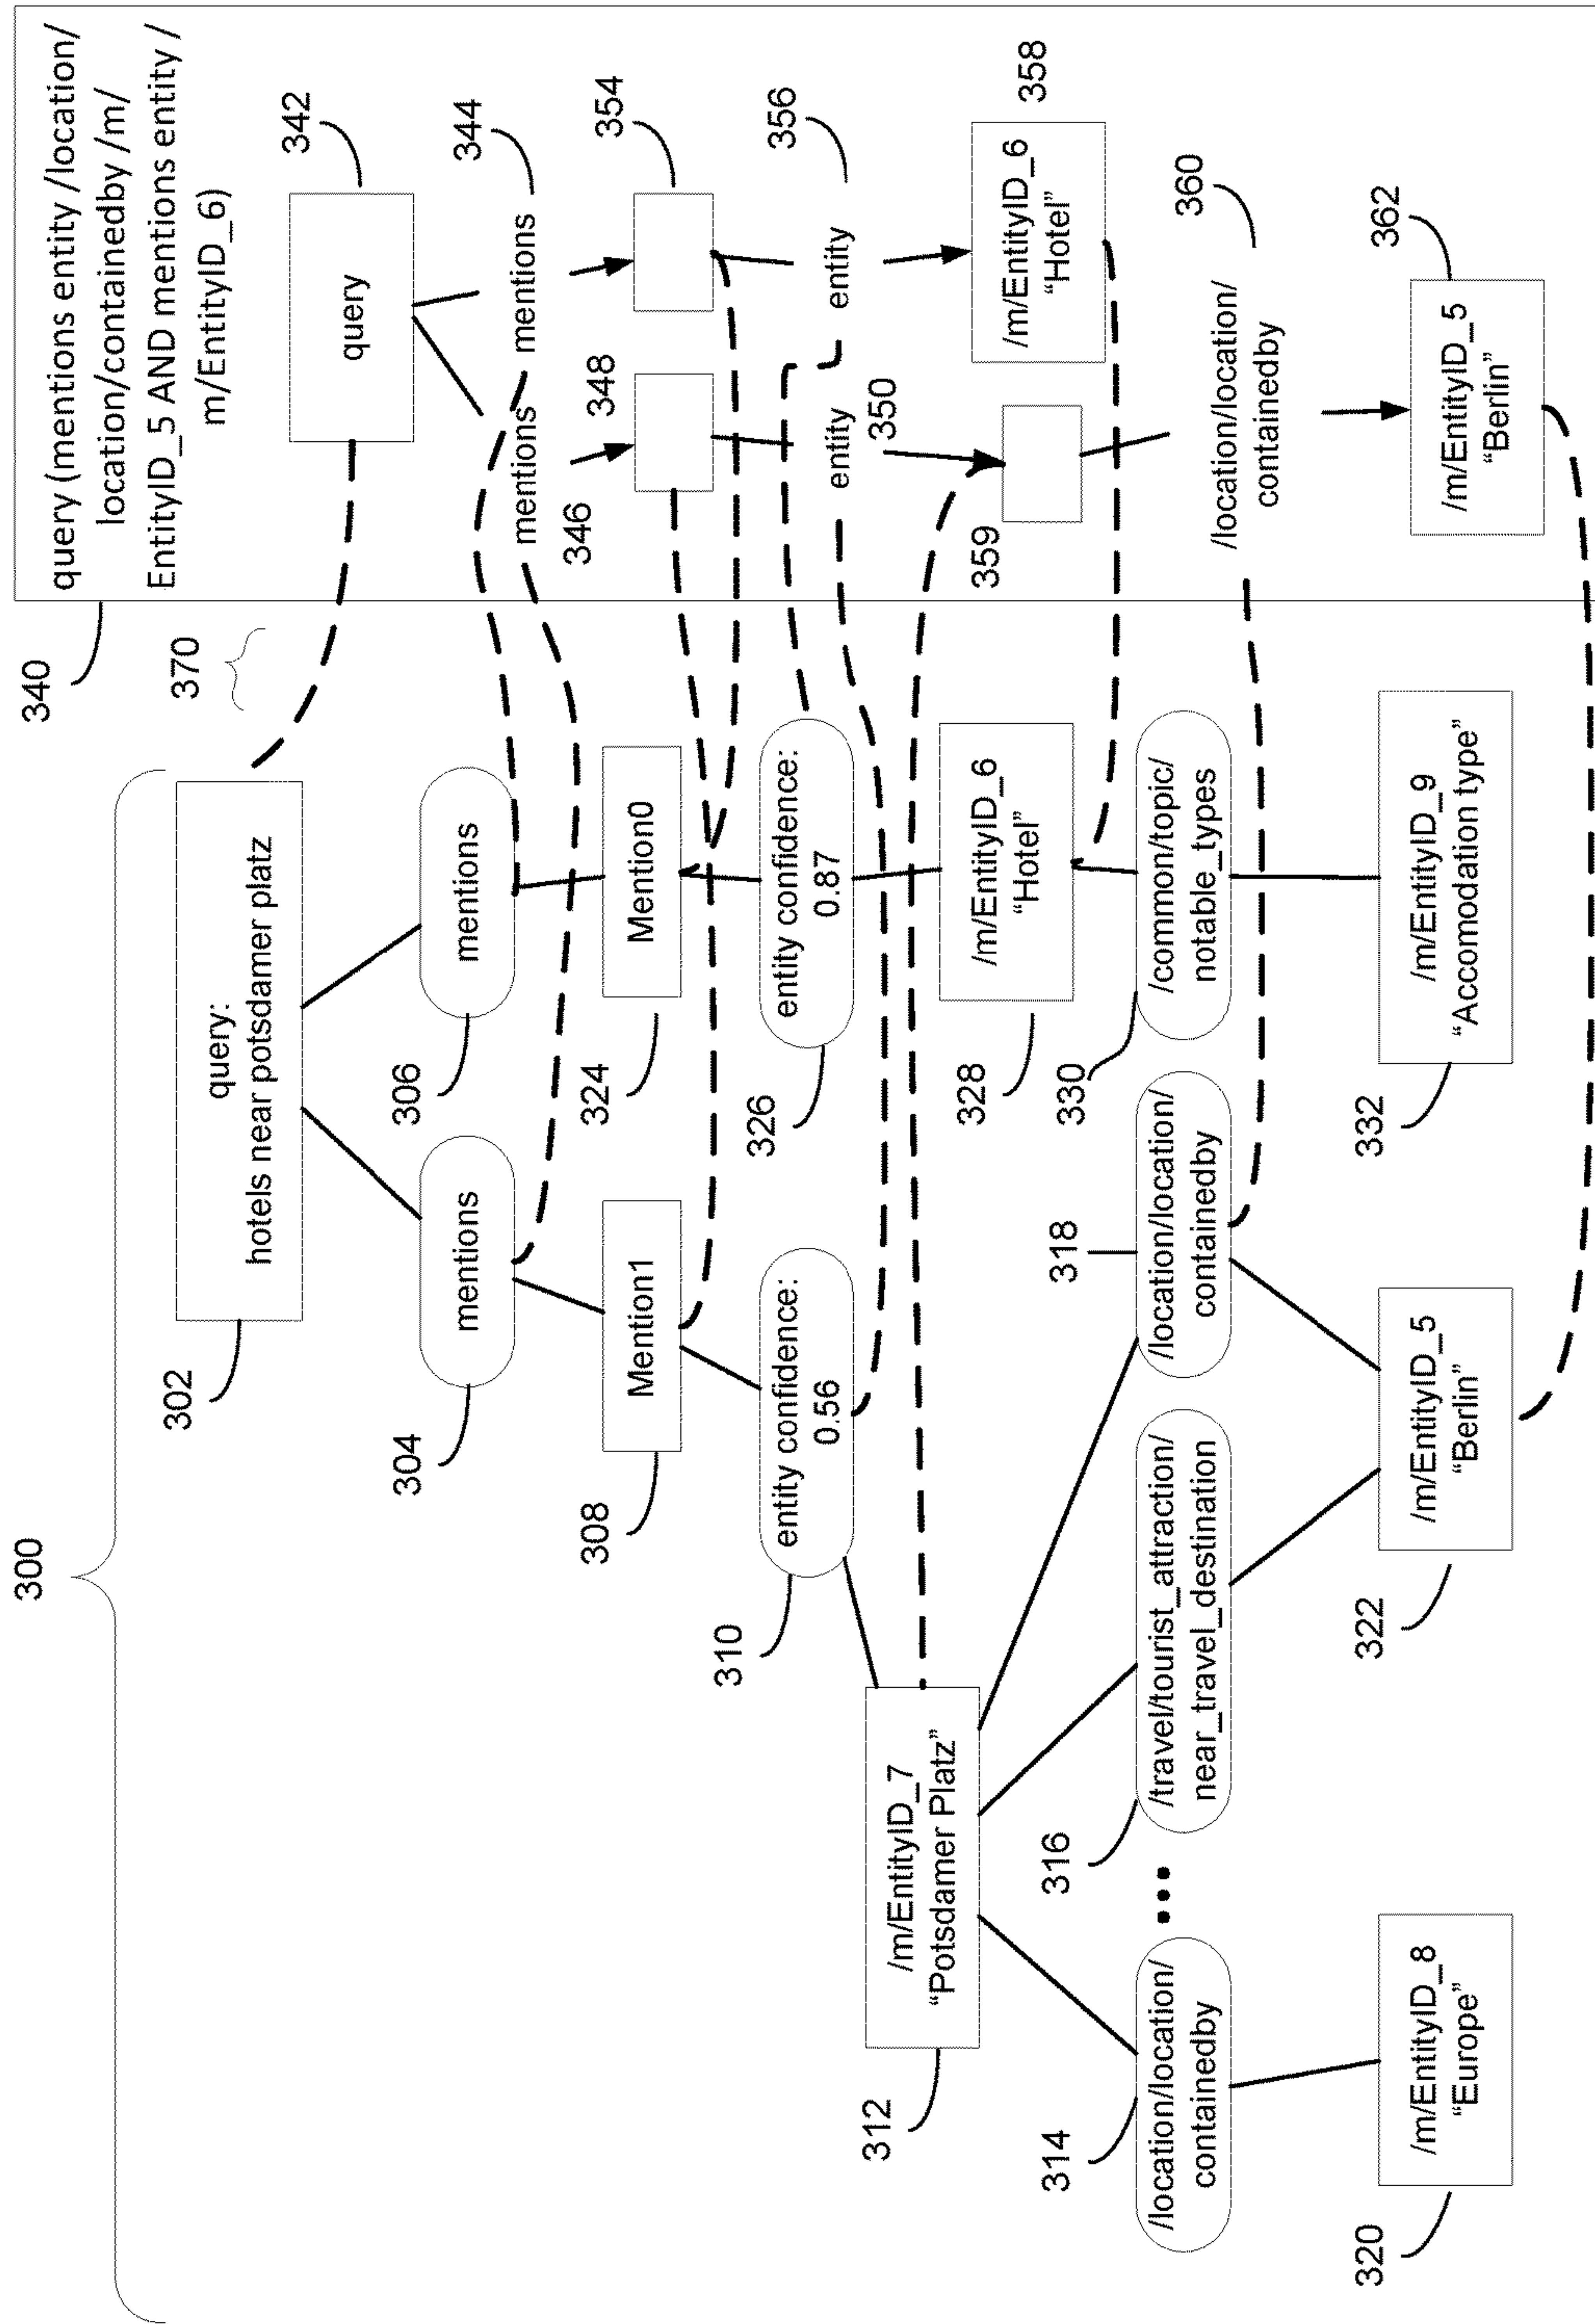 300
340
query (mentions entity /location/
location/containedby /m/
EntityID_5 AND mentions entity /
m/EntityID_6)
370
302
query:
hotels near potsdamer platz
query
342
304
mentions
306
mentions
346
mentions
mentions
344
308
Mention1
324
Mention0
348
354
310
entity confidence:
0.56
326
entity confidence:
0.87
entity
entity
356
350
312
/m/EntityID_7
“Potsdamer Platz”
328
/m/EntityID_6
“Hotel”
359
/m/EntityID_6
“Hotel”
358
314
/location/location/
containedby
•••
316
/travel/tourist_attraction/
near_travel_destination
318
/location/location/
containedby
330
/common/topic/
notable_types
/location/location/
containedby
360
320
/m/EntityID_8
“Europe”
322
/m/EntityID_5
“Berlin”
332
/m/EntityID_9
“Accomodation type”
/m/EntityID_5
“Berlin”
362